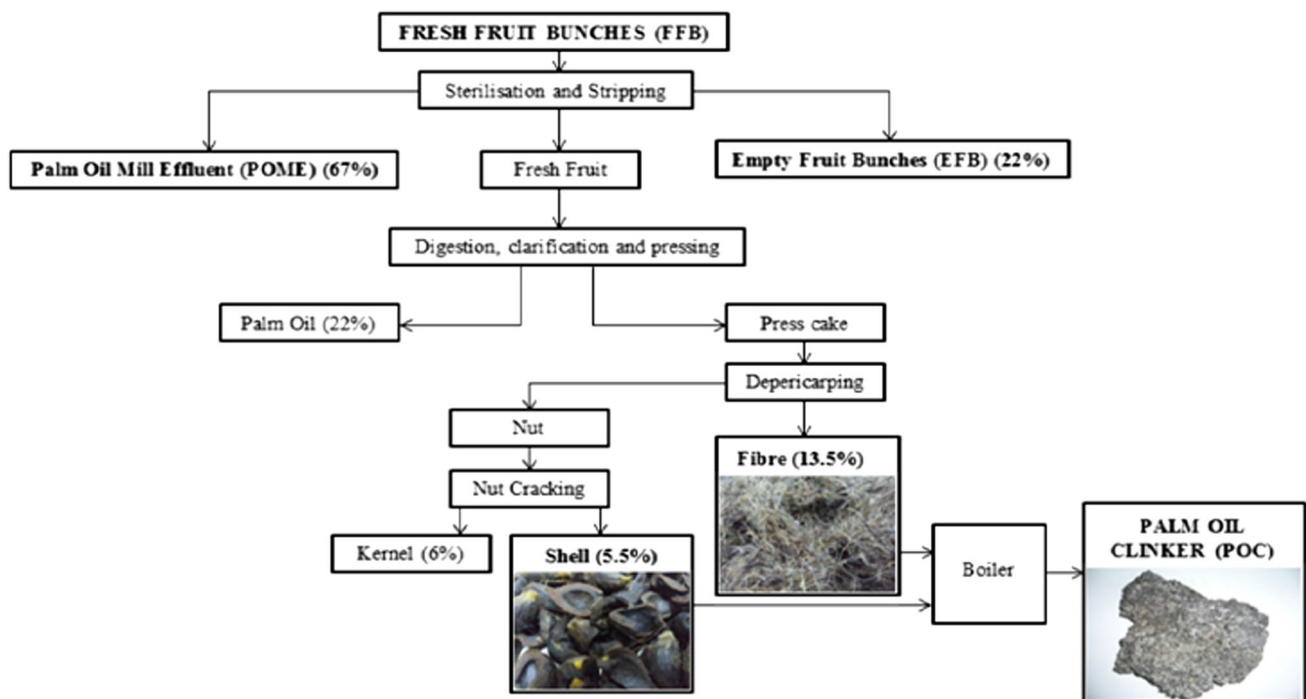 FRESH FRUIT BUNCHES (FFB)
Sterilisation and Stripping
Palm Oil Mill Effluent (POME) (67%)
Fresh Fruit
Empty Fruit Bunches (EFB) (22%)
Digestion, clarification and pressing
Palm Oil (22%)
Press cake
Depericarping
Nut
Fibre (13.5%)
Nut Cracking
Kernel (6%)
Shell (5.5%)
Boiler
PALM OIL
CLINKER (POC)